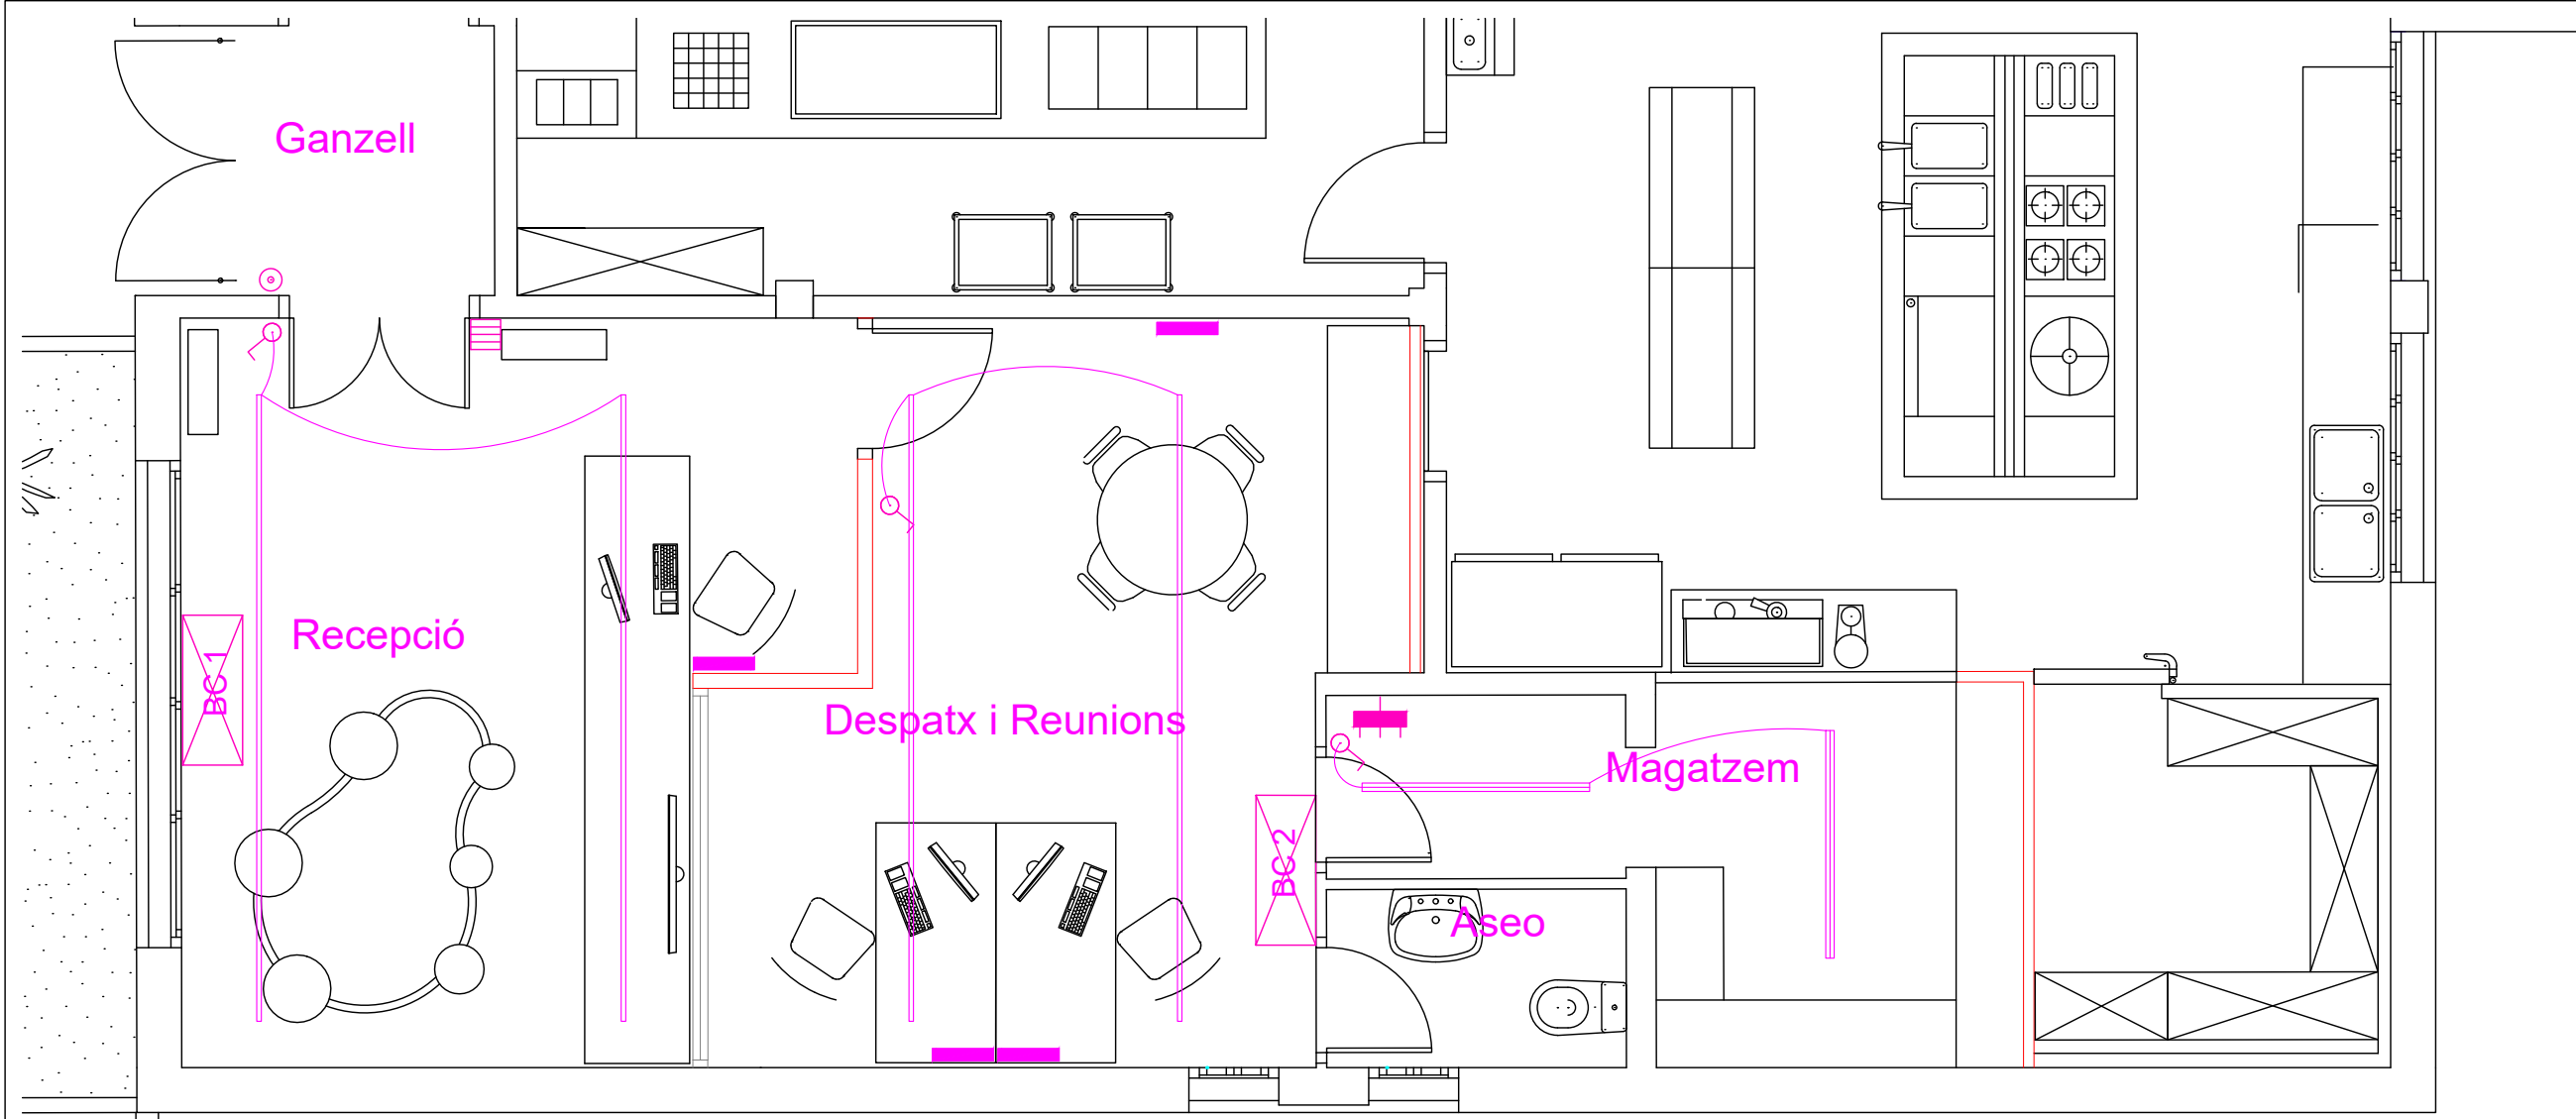 Ganzell
Recepció
BC 1
Despatx i Reunions
Magatzem
BC 2
Aseo